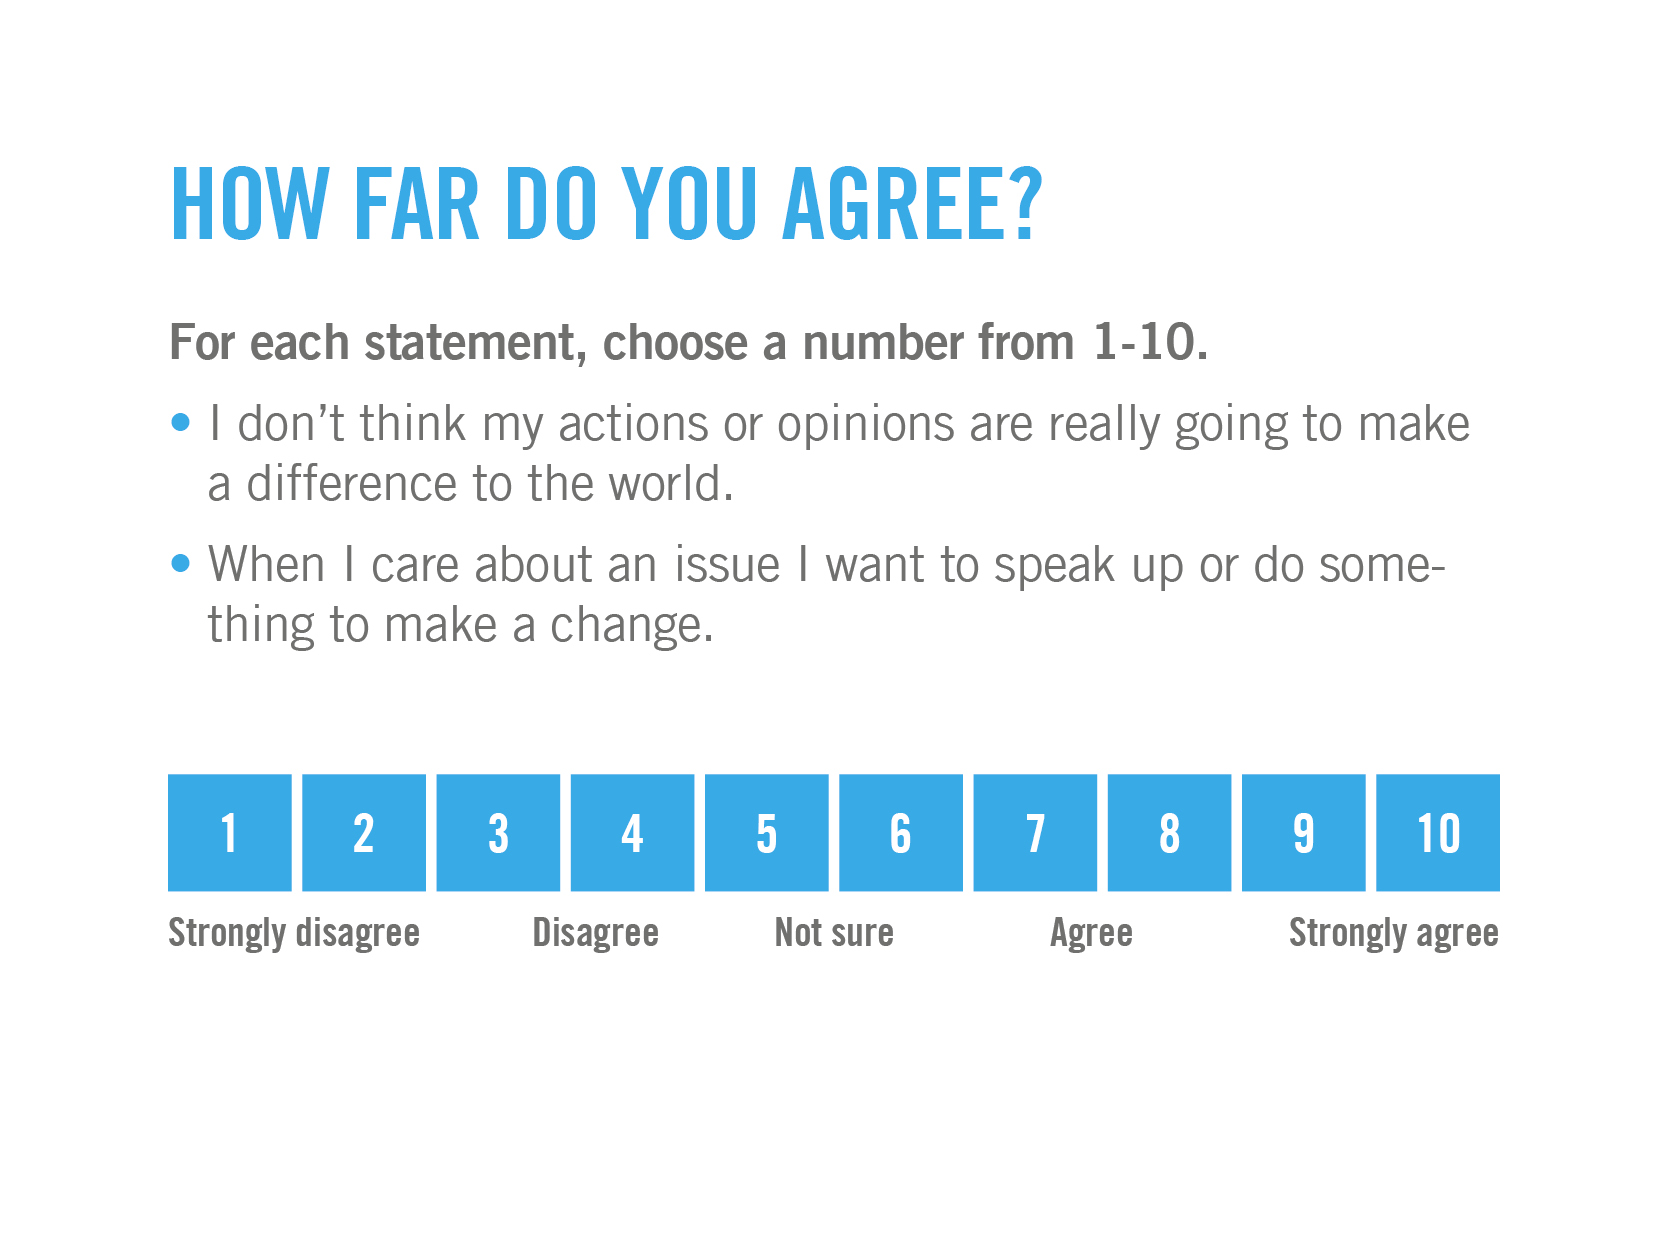 HOW FAR DO YOU AGREE?
For each statement, choose a number from 1-10.
• I don’t think my actions or opinions are really going to make
a difference to the world.
• When I care about an issue I want to speak up or do some-
thing to make a change.
1 2 3 4 5 6 7 8 9 10
Strongly disagree Disagree Not sure Agree Strongly agree